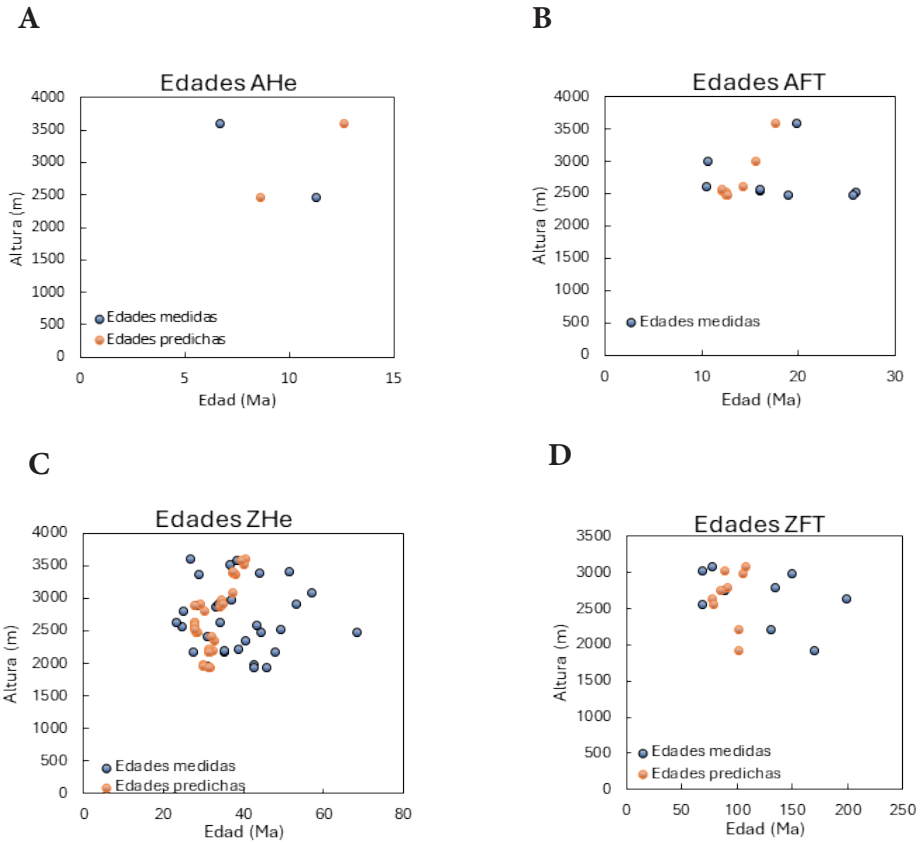 A
Edades AHe
4000
3500
3000
2500
2000
1500
1000
500
0
Altura (m)
Edades medidas
Edades predichas
0 5 10 15
Edad (Ma)
B
Edades AFT
4000
3500
3000
2500
2000
1500
1000
500
0
Altura (m)
Edades medidas
0 10 20 30
Edad (Ma)
C
Edades ZHe
4000
3500
3000
2500
2000
1500
1000
500
0
Altura (m)
Edades medidas
Edades predichas
0 20 40 60 80
Edad (Ma)
D
Edades ZFT
3500
3000
2500
2000
1500
1000
500
0
Altura (m)
Edades medidas
Edades predichas
0 50 100 150 200 250
Edad (Ma)